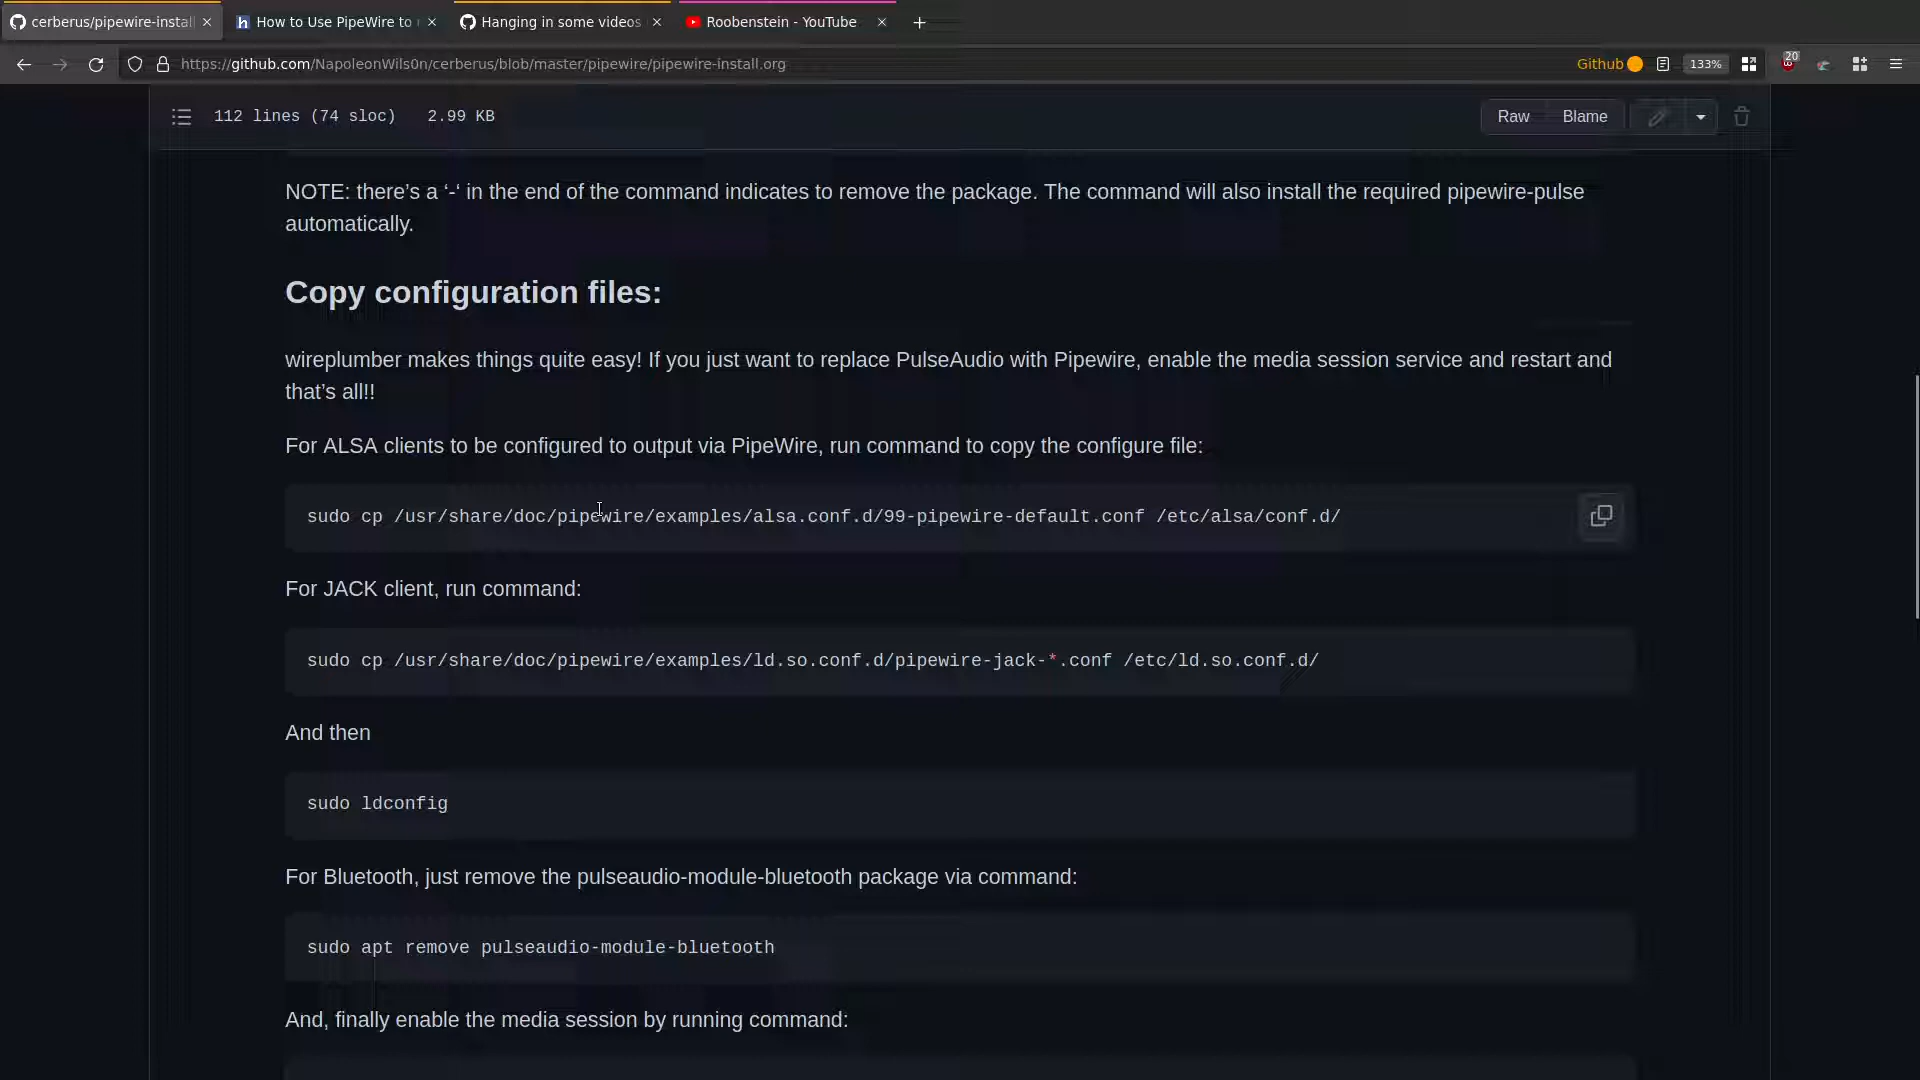 cerberus/pipewire-instal
How to Use PipeWire to
Hanging in some videos
Roobenstein - YouTube
https://github.com/NapoleonWils0n/cerberus/blob/master/pipewire/pipewire-install.org
Github
133%
20
112 lines (74 sloc) 2.99 KB
Raw Blame
NOTE: there’s a ‘-‘ in the end of the command indicates to remove the package. The command will also install the required pipewire-pulse
automatically.
Copy configuration files:
wireplumber makes things quite easy! If you just want to replace PulseAudio with Pipewire, enable the media session service and restart and
that’s all!!
For ALSA clients to be configured to output via PipeWire, run command to copy the configure file:
sudo cp /usr/share/doc/pipewire/examples/alsa.conf.d/99-pipewire-default.conf /etc/alsa/conf.d/
For JACK client, run command:
sudo cp /usr/share/doc/pipewire/examples/ld.so.conf.d/pipewire-jack-*.conf /etc/ld.so.conf.d/
And then
sudo ldconfig
For Bluetooth, just remove the pulseaudio-module-bluetooth package via command:
sudo apt remove pulseaudio-module-bluetooth
And, finally enable the media session by running command: